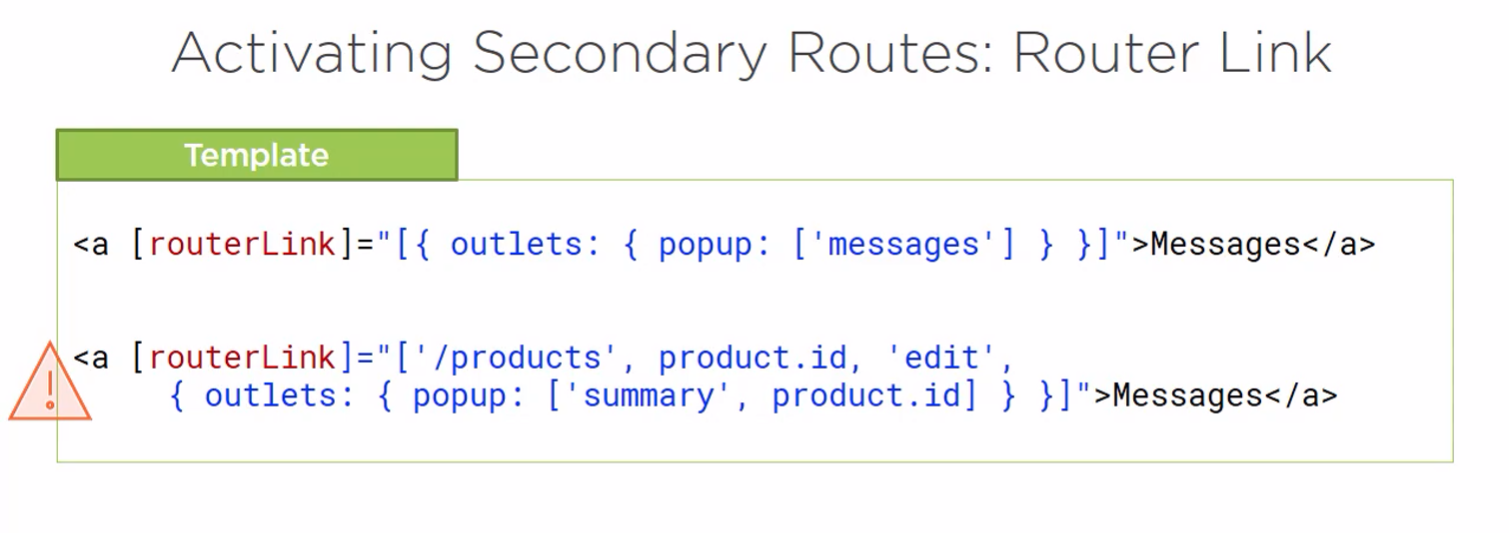 Activating Secondary Routes: Router Link
Template
<a [routerLink]="[{ outlets: { popup: ['messages'] } }]">Messages</a>
<a [routerLink]="['/products', product.id, 'edit',
{ outlets: { popup: ['summary', product.id] } }]">Messages</a>